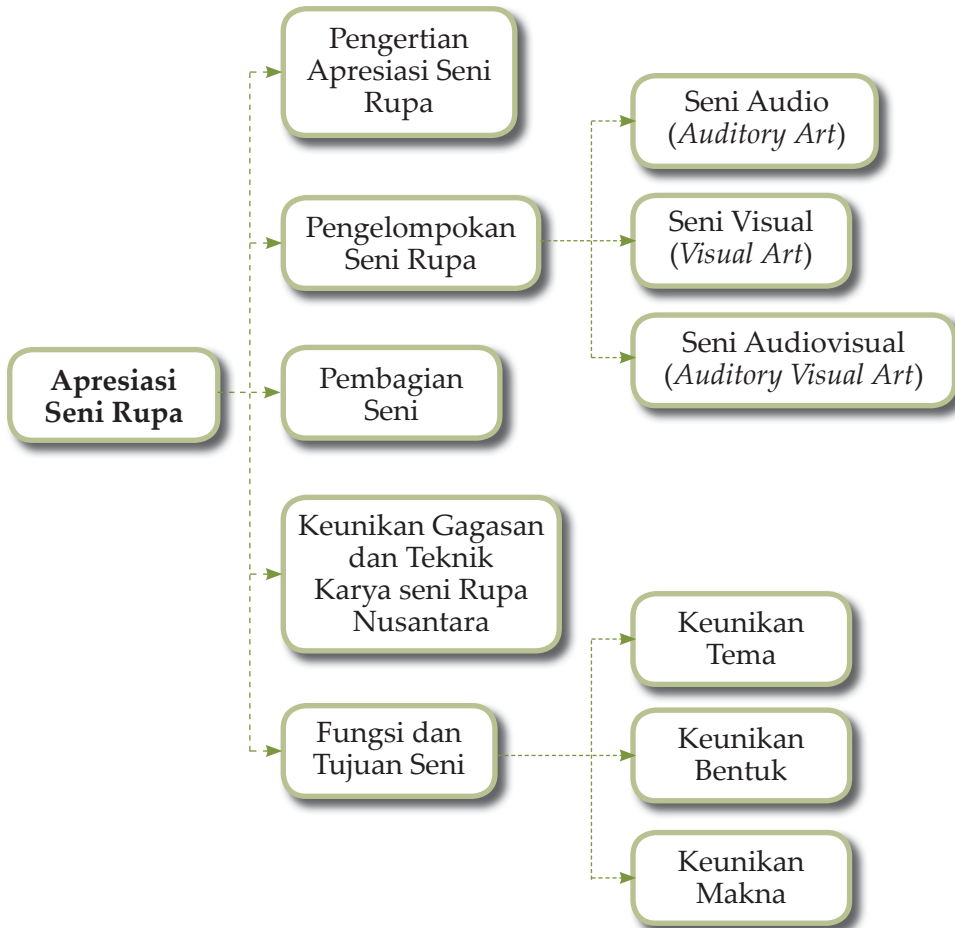 Apresiasi
Seni Rupa
Pengertian
Apresiasi Seni
Rupa
Pengelompokan
Seni Rupa
Seni Audio
(Auditory Art)
Seni Visual
(Visual Art)
Seni Audiovisual
(Auditory Visual Art)
Pembagian
Seni
Keunikan Gagasan
dan Teknik
Karya seni Rupa
Nusantara
Fungsi dan
Tujuan Seni
Keunikan
Tema
Keunikan
Bentuk
Keunikan
Makna